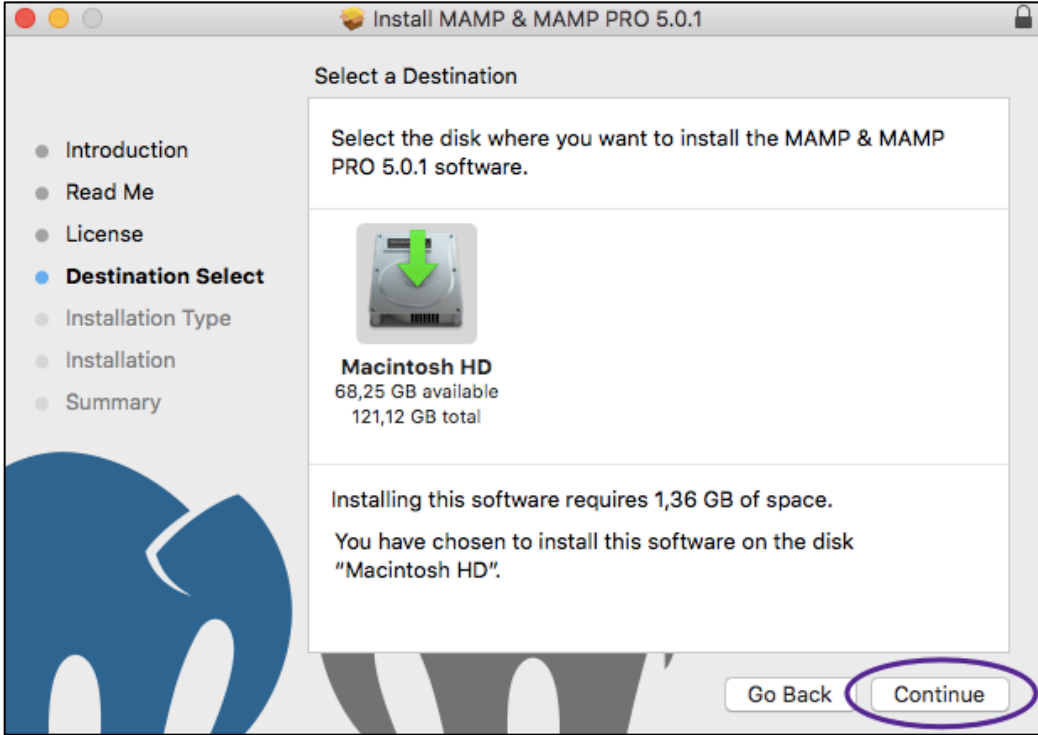 Install MAMP & MAMP PRO 5.0.1
Select a Destination
Introduction
Read Me
License
Destination Select
Installation Type
Installation
Summary
Select the disk where you want to install the MAMP & MAMP
PRO 5.0.1 software.
Macintosh HD
68,25 GB available
121,12 GB total
Installing this software requires 1,36 GB of space.
You have chosen to install this software on the disk
“Macintosh HD”.
Go Back
Continue